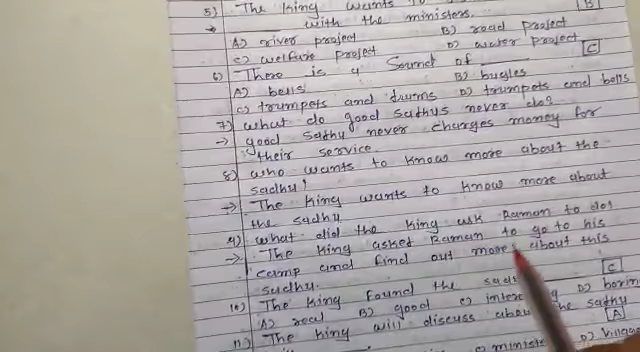 5) The king wants to
with the ministers. B
A) river project B) road project
C) welfare project D) water project
6) There is a sound of ______ C
A) bells B) bugles
C) trumpets and drums D) trumpets and bells
7) what do good sadhus never do?
→ good sadhu never charges money for
their service.
8) who wants to know more about the
sadhu?
→ The king wants to know more about
the sadhu
9) what did the king ask Raman to do?
→ The king asked Raman to go to his
camp and find out more about this
sadhu.
10) The king found the C
A) real B) good C)
11) The king will discuss the sadhu A